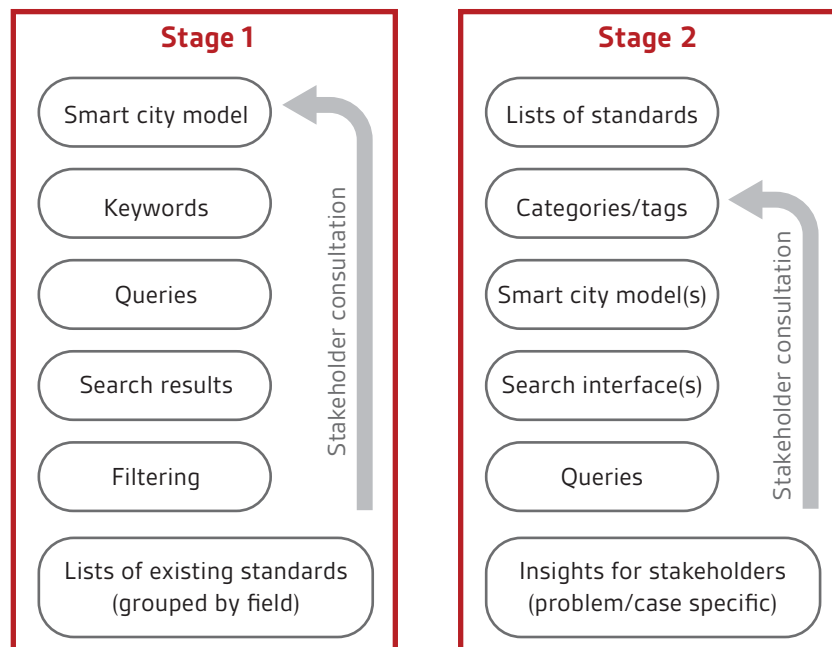 Stage 1
Smart city model
Keywords
Queries
Search results
Filtering
Lists of existing standards
(grouped by field)
Stakeholder consultation
Stage 2
Lists of standards
Categories/tags
Smart city model(s)
Search interface(s)
Queries
Insights for stakeholders
(problem/case specific)
Stakeholder consultation